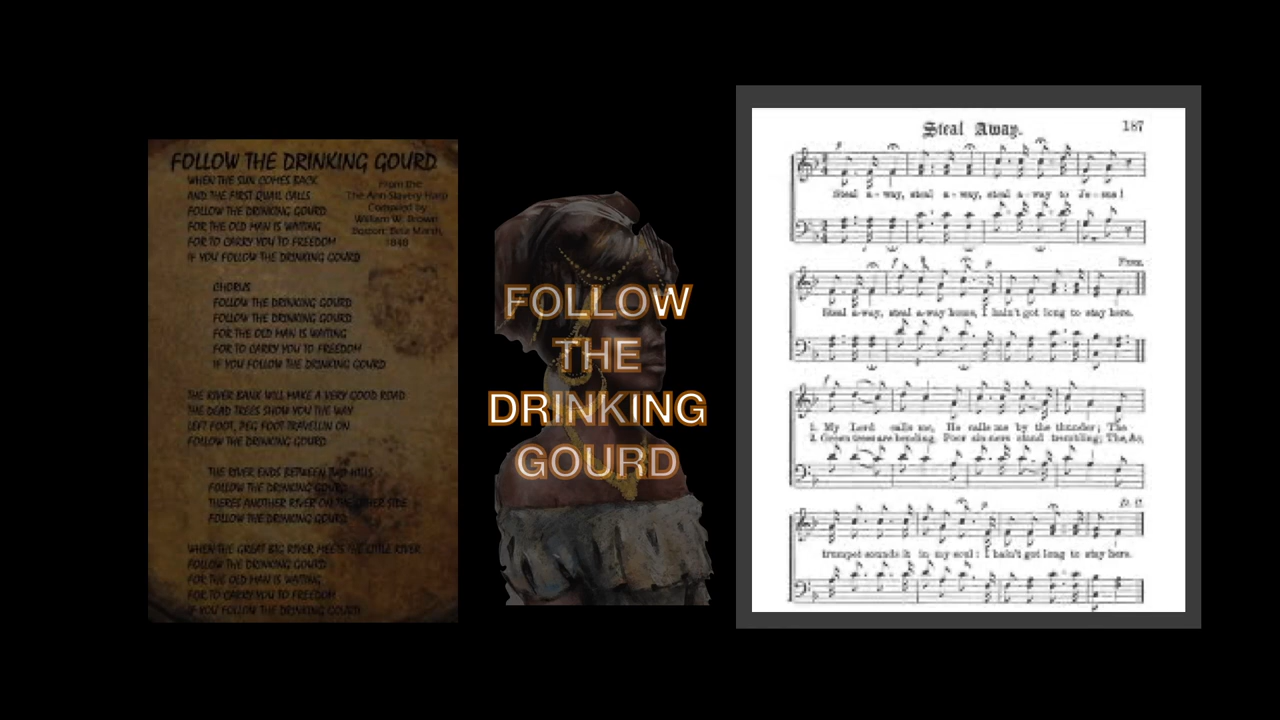 FOLLOW THE DRINKING GOURD
WHEN THE SUN COMES BACK
AND THE FIRST QUAIL CALLS
FOLLOW THE DRINKING GOURD
FOR THE OLD MAN IS WAITING
FOR TO CARRY YOU TO FREEDOM
IF YOU FOLLOW THE DRINKING GOURD
From the
The Anti-Slavery Harp
Compiled by
William W. Brown
Boston: Bela Marsh,
1848
CHORUS
FOLLOW THE DRINKING GOURD
FOLLOW THE DRINKING GOURD
FOR THE OLD MAN IS WAITING
FOR TO CARRY YOU TO FREEDOM
IF YOU FOLLOW THE DRINKING GOURD
THE RIVER BANK WILL MAKE A VERY GOOD ROAD
THE DEAD TREES SHOW YOU THE WAY
LEFT FOOT, PEG FOOT TRAVELLIN ON
FOLLOW THE DRINKING GOURD
THE RIVER ENDS BETWEEN TWO HILLS
FOLLOW THE DRINKING GOURD
THERES ANOTHER RIVER ON THE OTHER SIDE
FOLLOW THE DRINKING GOURD
WHEN THE GREAT BIG RIVER MEETS THE LITTLE RIVER
FOLLOW THE DRINKING GOURD
FOR THE OLD MAN IS WAITING
FOR TO CARRY YOU TO FREEDOM
IF YOU FOLLOW THE DRINKING GOURD
FOLLOW
THE
DRINKING
GOURD
Steal Away.
187
Steal a-way, steal a-way, steal a-way to Je-sus!
Fine.
Steal a-way, steal a-way home, I hain't got long to stay here.
1. My Lord calls me, He calls me by the thunder; The
2. Green trees are bending, Poor sinners stand trembling; The, &c,
D. C.
trumpet sounds it in my soul: I hain't got long to stay here.